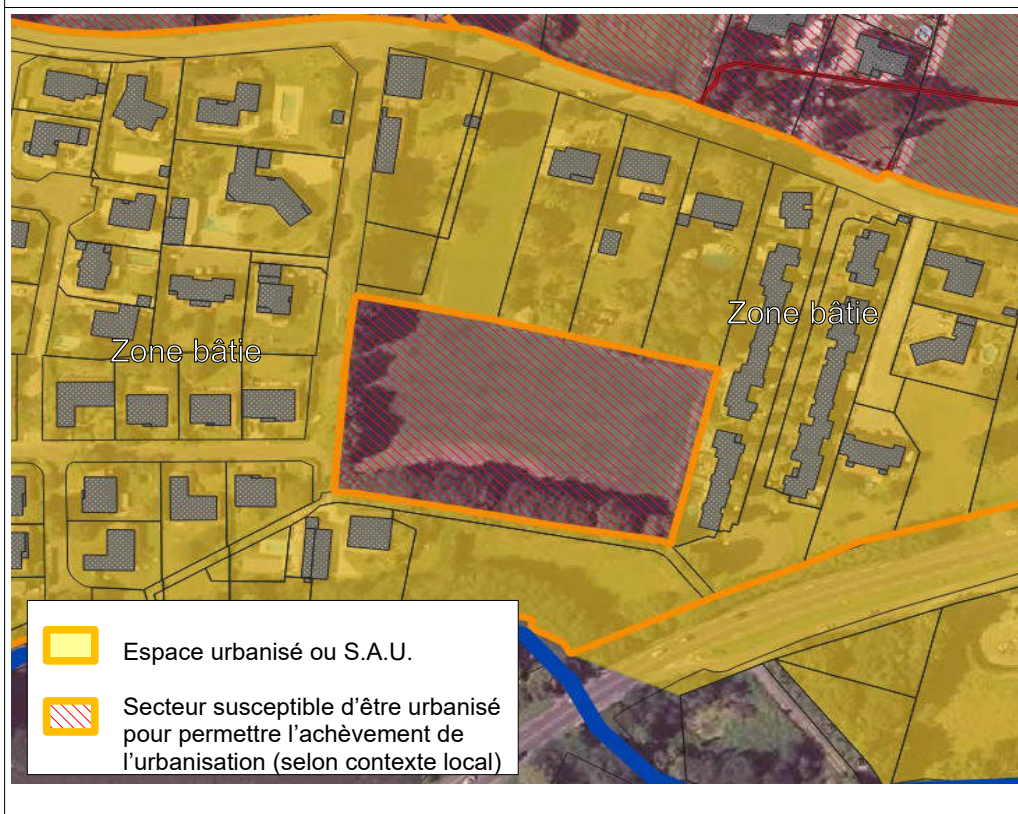 Zone bâtie
Zone bâtie
Espace urbanisé ou S.A.U.
Secteur susceptible d’être urbanisé
pour permettre l’achèvement de
l’urbanisation (selon contexte local)